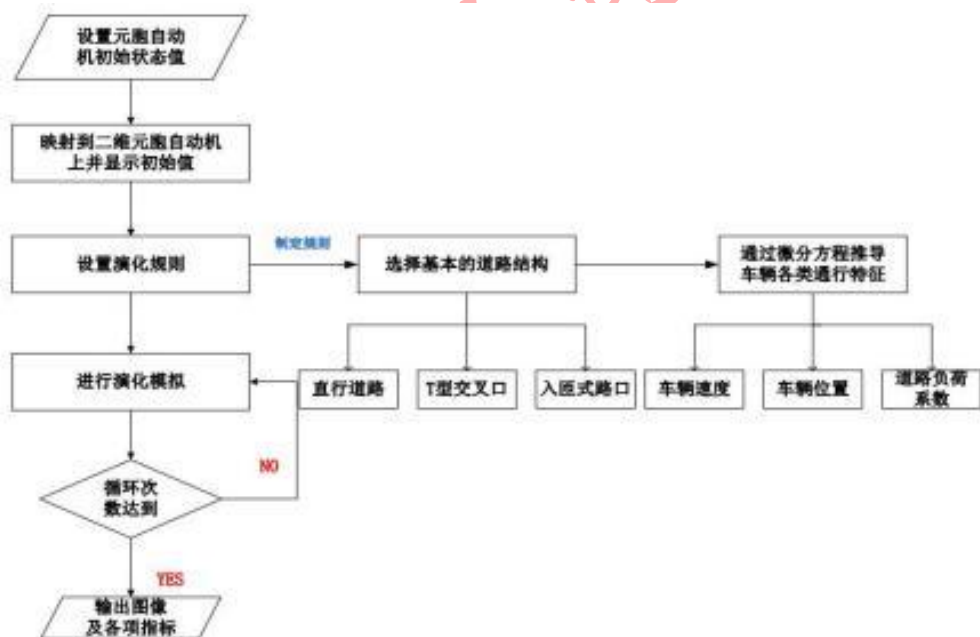 设置元胞自动
机初始状态值
映射到二维元胞自动机
上并显示初始值
设置演化规则
制定规则
选择基本的道路结构
通过微分方程推导
车辆各类通行特征
进行演化模拟
直行道路
T型交叉口
入匝式路口
车辆速度
车辆位置
道路负荷
系数
NO
循环次
数达到
YES
输出图像
及各项指标